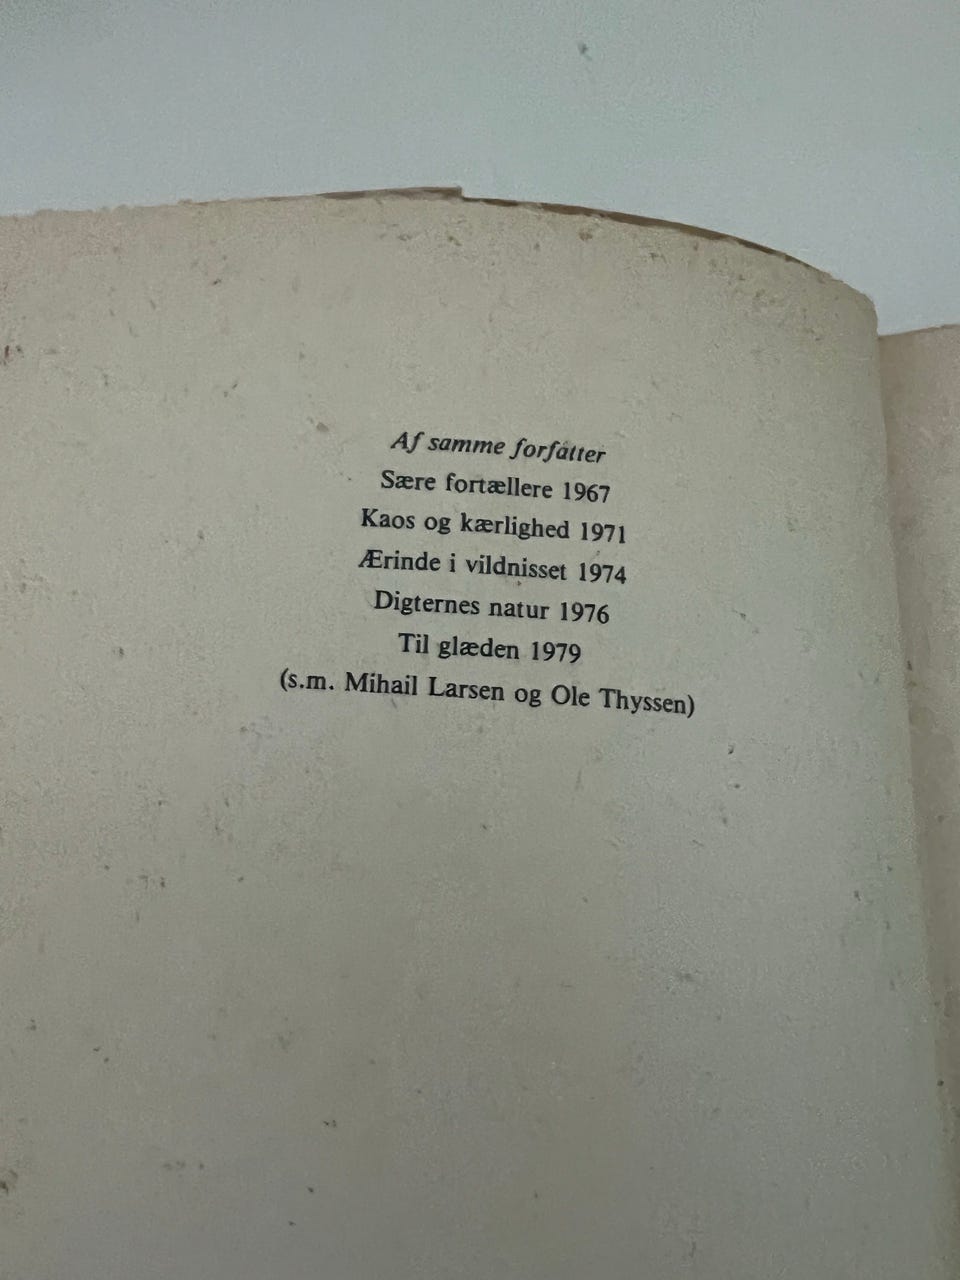 Af samme forfatter
Sære fortællere 1967
Kaos og kærlighed 1971
Ærinde i vildnisset 1974
Digternes natur 1976
Til glæden 1979
(s.m. Mihail Larsen og Ole Thyssen)